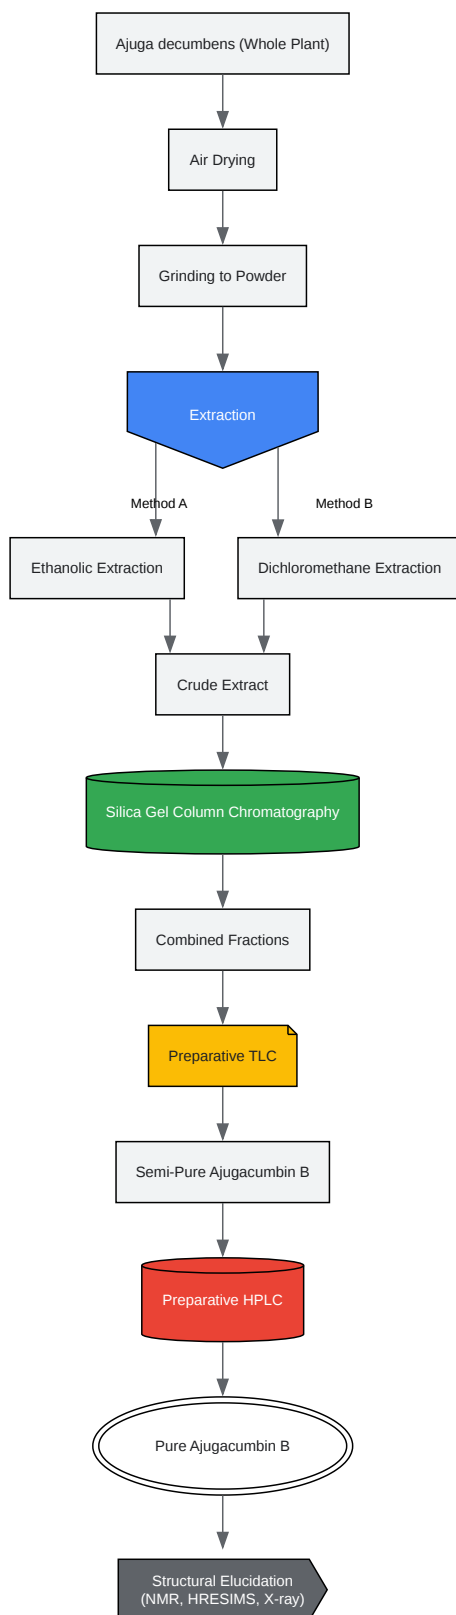 Ajuga decumbens (Whole Plant)
Air Drying
Grinding to Powder
Extraction
Method A
Method B
Ethanolic Extraction
Dichloromethane Extraction
Crude Extract
Silica Gel Column Chromatography
Combined Fractions
Preparative TLC
Semi-Pure Ajugacumbin B
Preparative HPLC
Pure Ajugacumbin B
Structural Elucidation
(NMR, HRESIMS, X-ray)